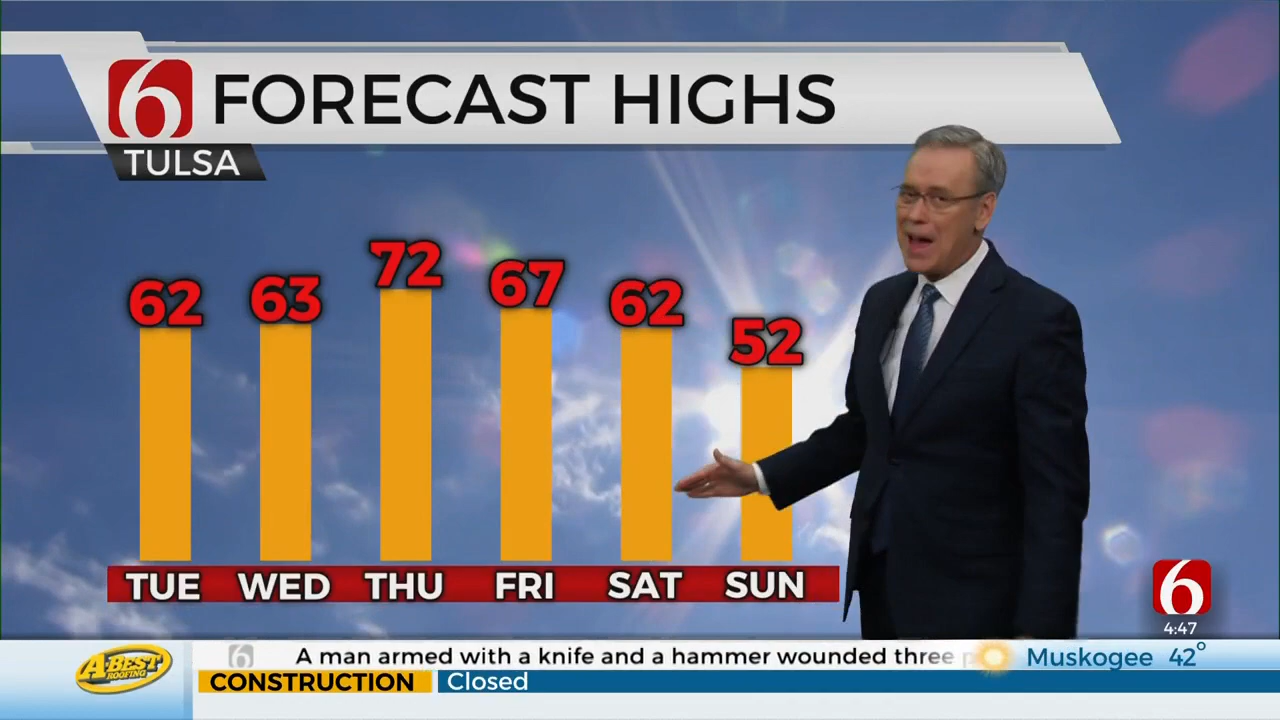 6 FORECAST HIGHS
TULSA
62 63 72 67 62 52
TUE WED THU FRI SAT SUN
6
4:47
A-BEST
ROOFING
6 A man armed with a knife and a hammer wounded three
Muskogee 42°
CONSTRUCTION Closed